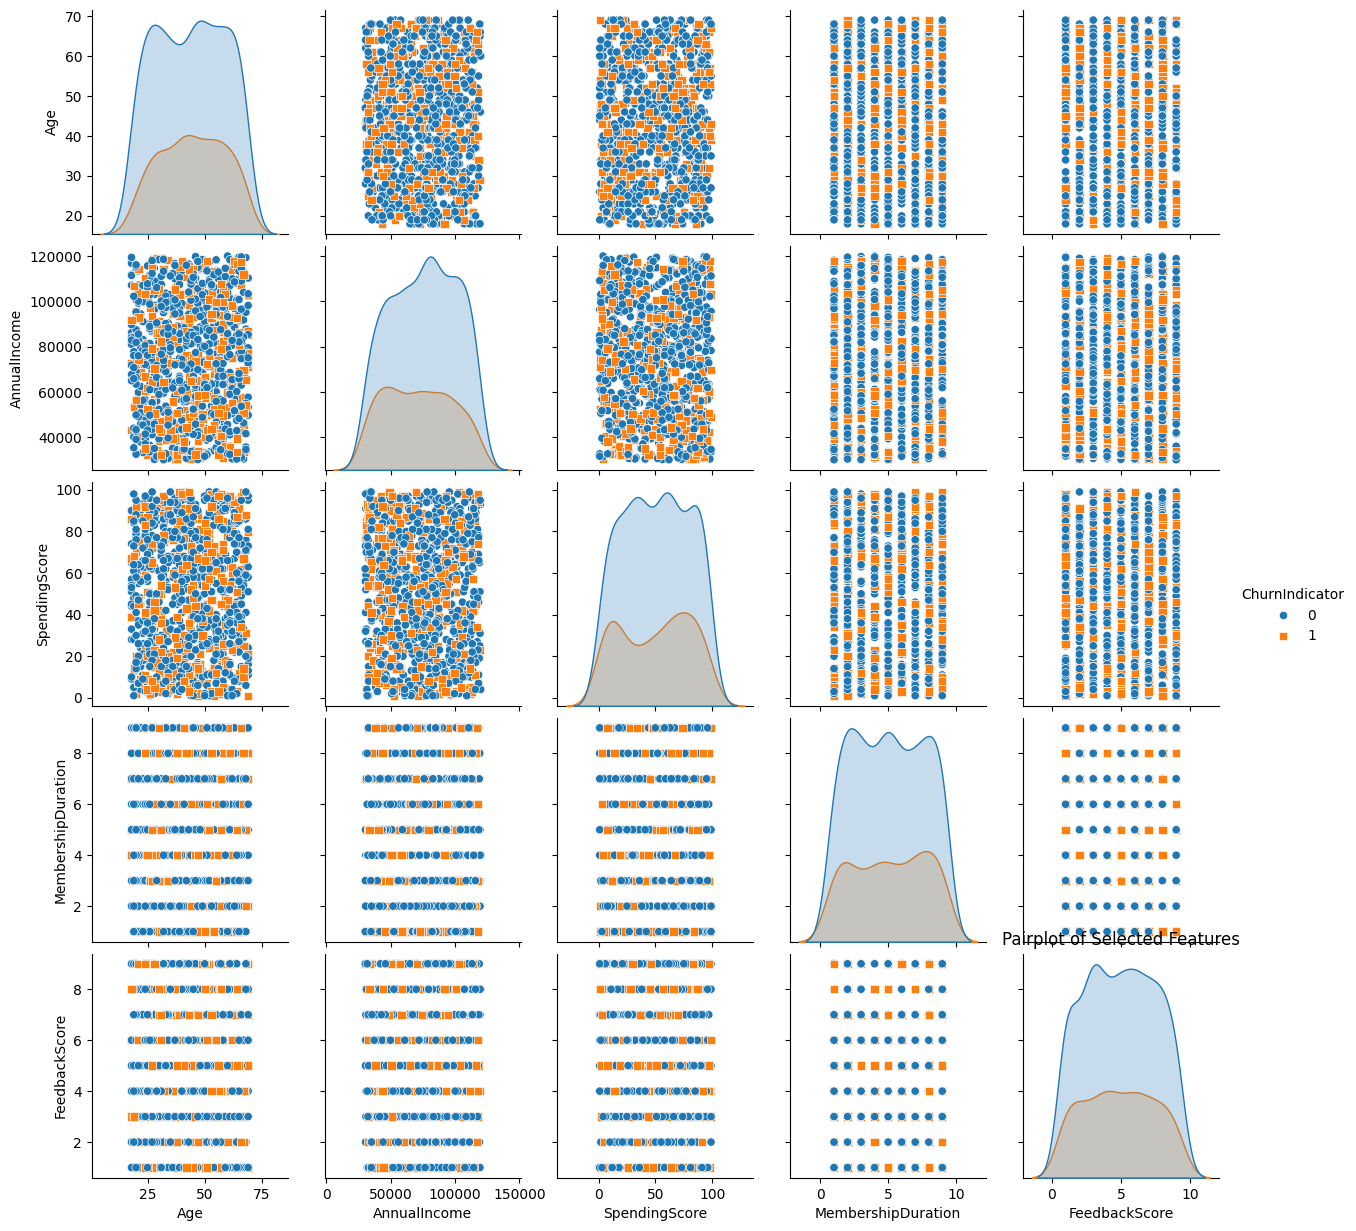 70
60
50
40
30
20
Age
120000
100000
80000
60000
40000
AnnualIncome
100
80
60
40
20
0
SpendingScore
ChurnIndicator
0
1
8
6
4
2
MembershipDuration
Pairplot of Selected Features
8
6
4
2
FeedbackScore
25 50 75
0 50000 100000 150000
0 50 100
0 5 10
0 5 10
Age
AnnualIncome
SpendingScore
MembershipDuration
FeedbackScore